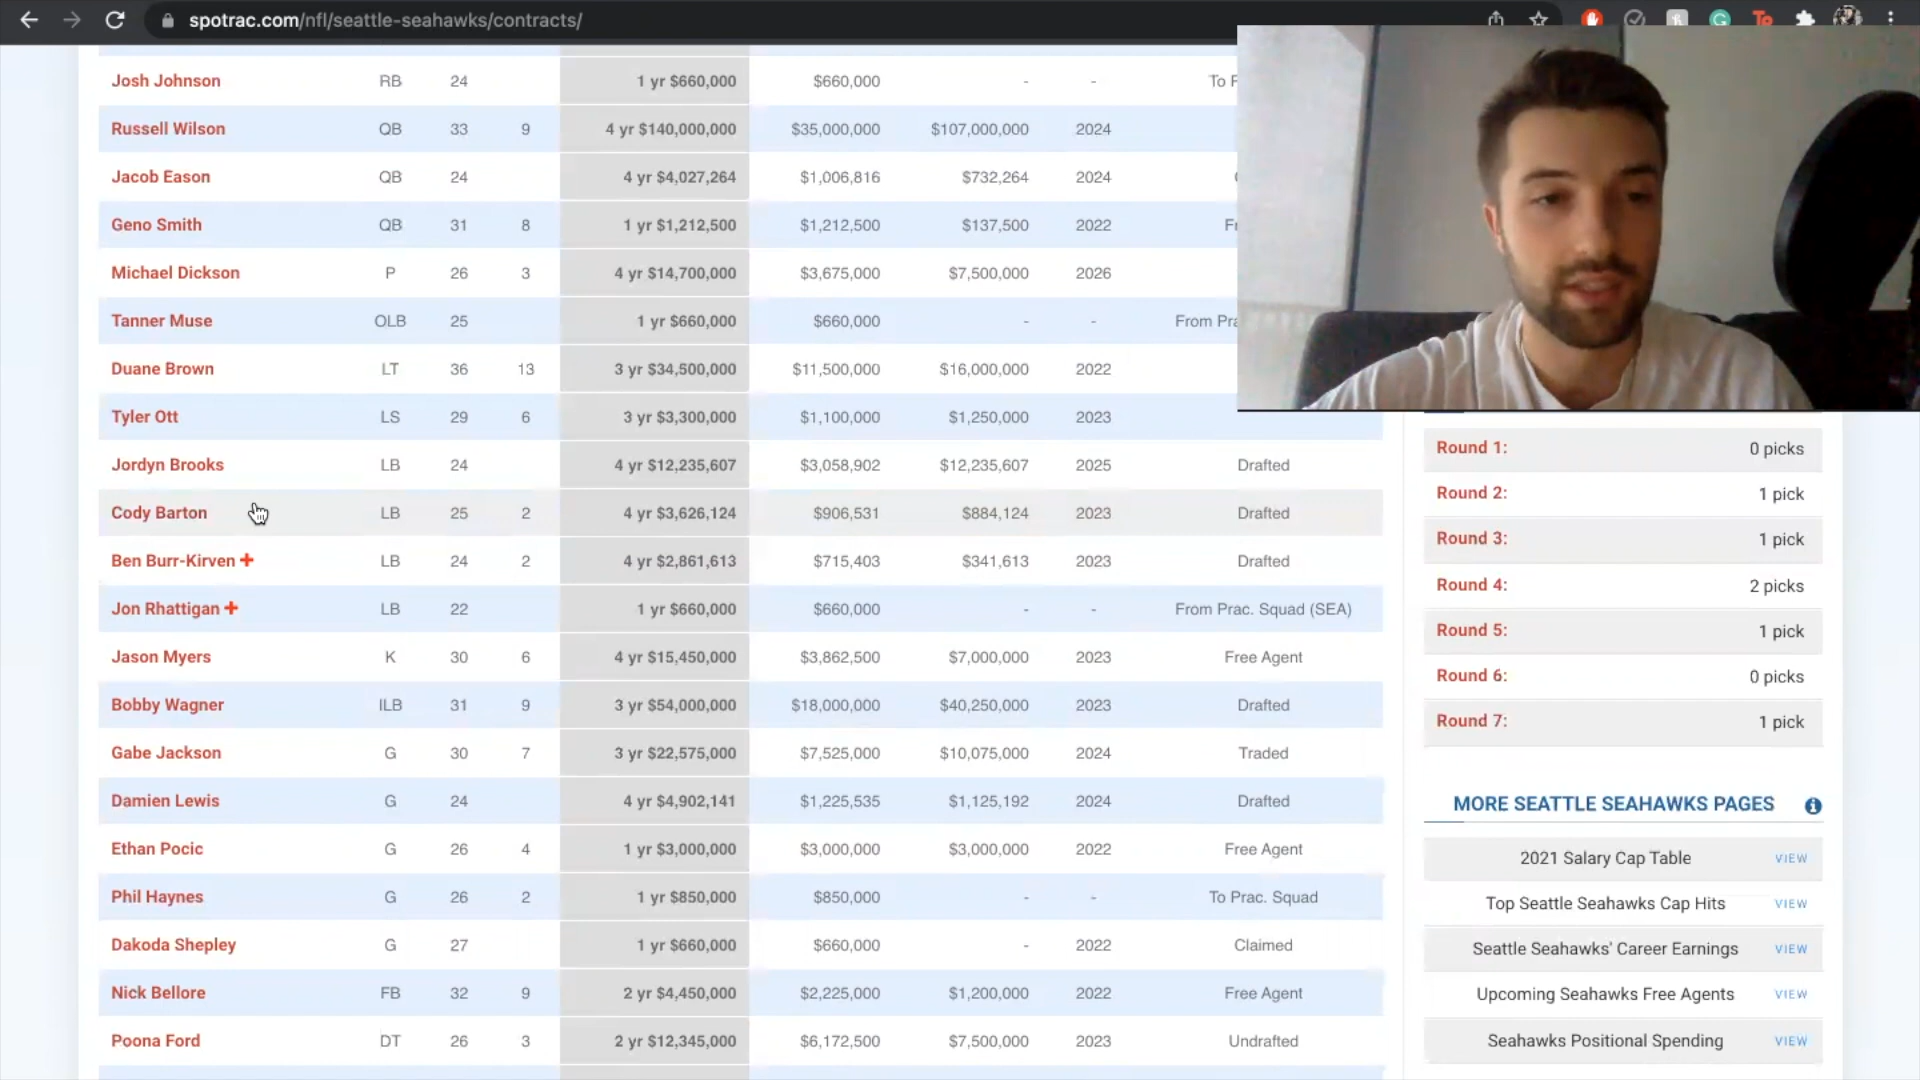 spotrac.com/nfl/seattle-seahawks/contracts/
Josh Johnson RB 24 1 yr $660,000 $660,000 - - To
Russell Wilson QB 33 9 4 yr $140,000,000 $35,000,000 $107,000,000 2024
Jacob Eason QB 24 4 yr $4,027,264 $1,006,816 $732,264 2024
Geno Smith QB 31 8 1 yr $1,212,500 $1,212,500 $137,500 2022
Michael Dickson P 26 3 4 yr $14,700,000 $3,675,000 $7,500,000 2026
Tanner Muse OLB 25 1 yr $660,000 $660,000 - - From
Duane Brown LT 36 13 3 yr $34,500,000 $11,500,000 $16,000,000 2022
Tyler Ott LS 29 6 3 yr $3,300,000 $1,100,000 $1,250,000 2023
Jordyn Brooks LB 24 4 yr $12,235,607 $3,058,902 $12,235,607 2025 Drafted
Cody Barton LB 25 2 4 yr $3,626,124 $906,531 $884,124 2023 Drafted
Ben Burr-Kirven + LB 24 2 4 yr $2,861,613 $715,403 $341,613 2023 Drafted
Jon Rhattigan + LB 22 1 yr $660,000 $660,000 - - From Prac. Squad (SEA)
Jason Myers K 30 6 4 yr $15,450,000 $3,862,500 $7,000,000 2023 Free Agent
Bobby Wagner ILB 31 9 3 yr $54,000,000 $18,000,000 $40,250,000 2023 Drafted
Gabe Jackson G 30 7 3 yr $22,575,000 $7,525,000 $10,075,000 2024 Traded
Damien Lewis G 24 4 yr $4,902,141 $1,225,535 $1,125,192 2024 Drafted
Ethan Pocic G 26 4 1 yr $3,000,000 $3,000,000 $3,000,000 2022 Free Agent
Phil Haynes G 26 2 1 yr $850,000 $850,000 - - To Prac. Squad
Dakoda Shepley G 27 1 yr $660,000 $660,000 - 2022 Claimed
Nick Bellore FB 32 9 2 yr $4,450,000 $2,225,000 $1,200,000 2022 Free Agent
Poona Ford DT 26 3 2 yr $12,345,000 $6,172,500 $7,500,000 2023 Undrafted
Round 1: 0 picks
Round 2: 1 pick
Round 3: 1 pick
Round 4: 2 picks
Round 5: 1 pick
Round 6: 0 picks
Round 7: 1 pick
MORE SEATTLE SEAHAWKS PAGES
2021 Salary Cap Table VIEW
Top Seattle Seahawks Cap Hits VIEW
Seattle Seahawks' Career Earnings VIEW
Upcoming Seahawks Free Agents VIEW
Seahawks Positional Spending VIEW